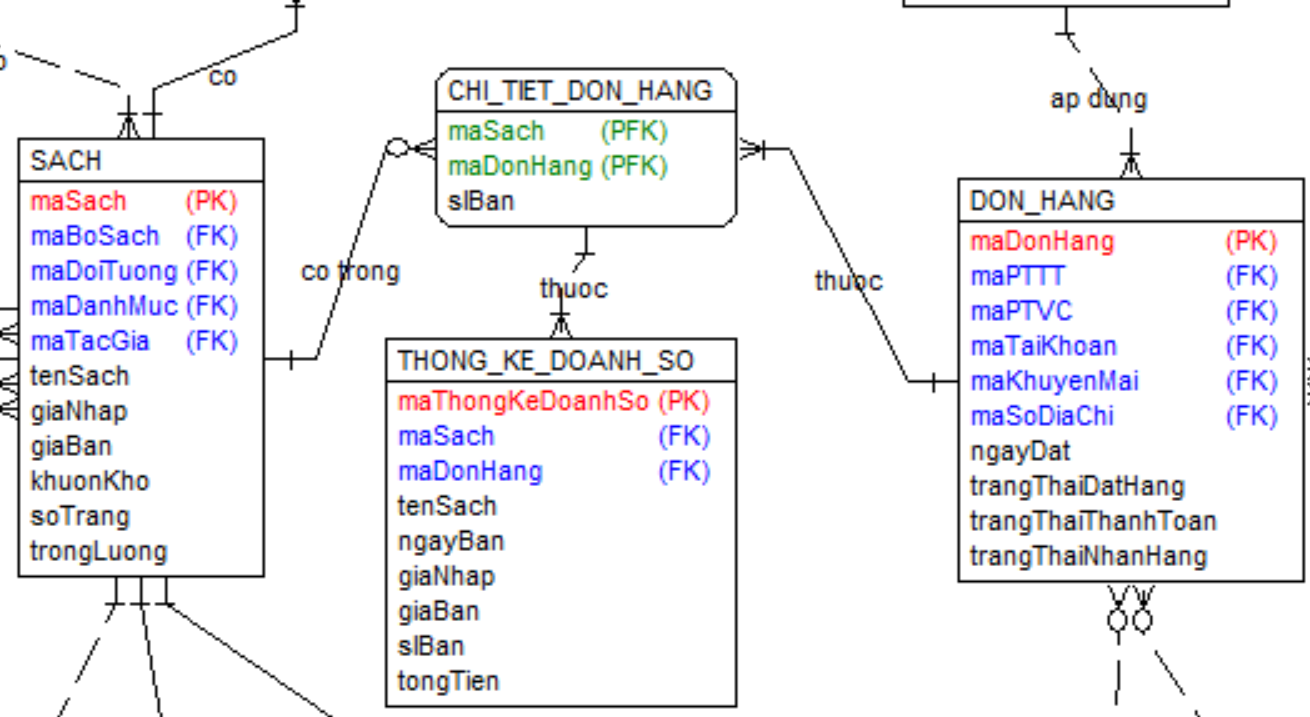 co
ap dung
SACH
maSach (PK)
maBoSach (FK)
maDoiTuong (FK)
maDanhMuc (FK)
maTacGia (FK)
tenSach
giaNhap
giaBan
khuonKho
soTrang
trongLuong
co trong
CHI_TIET_DON_HANG
maSach (PFK)
maDonHang (PFK)
slBan
thuoc
THONG_KE_DOANH_SO
maThongKeDoanhSo (PK)
maSach (FK)
maDonHang (FK)
tenSach
ngayBan
giaNhap
giaBan
slBan
tongTien
thuoc
DON_HANG
maDonHang (PK)
maPTTT (FK)
maPTVC (FK)
maTaiKhoan (FK)
maKhuyenMai (FK)
maSoDiaChi (FK)
ngayDat
trangThaiDatHang
trangThaiThanhToan
trangThaiNhanHang